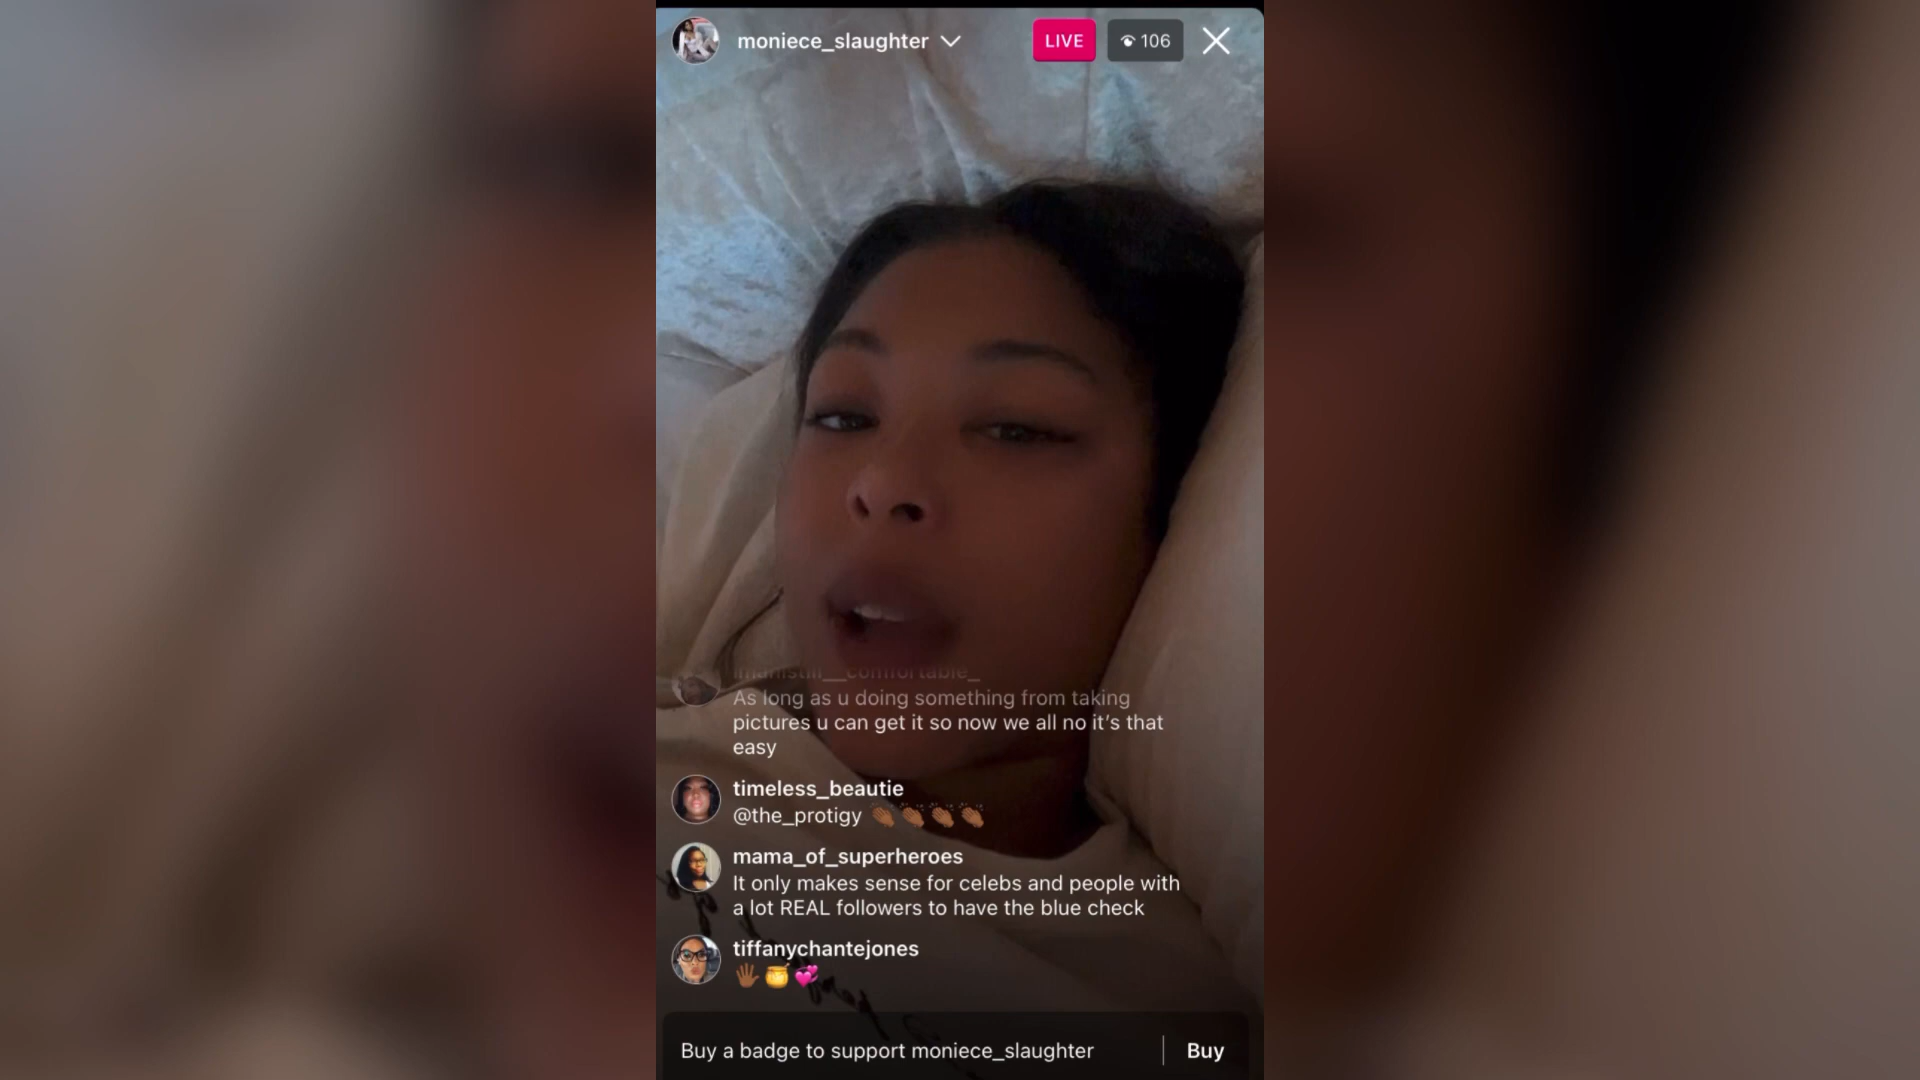 moniece_slaughter
LIVE
106
As long as u doing something from taking
pictures u can get it so now we all no it's that
easy
timeless_beautie
@the_protigy 👏🏽👏🏽👏🏽👏🏽
mama_of_superheroes
It only makes sense for celebs and people with
a lot REAL followers to have the blue check
tiffanychantejones
🖐🏾🍯💞
Buy a badge to support moniece_slaughter
Buy